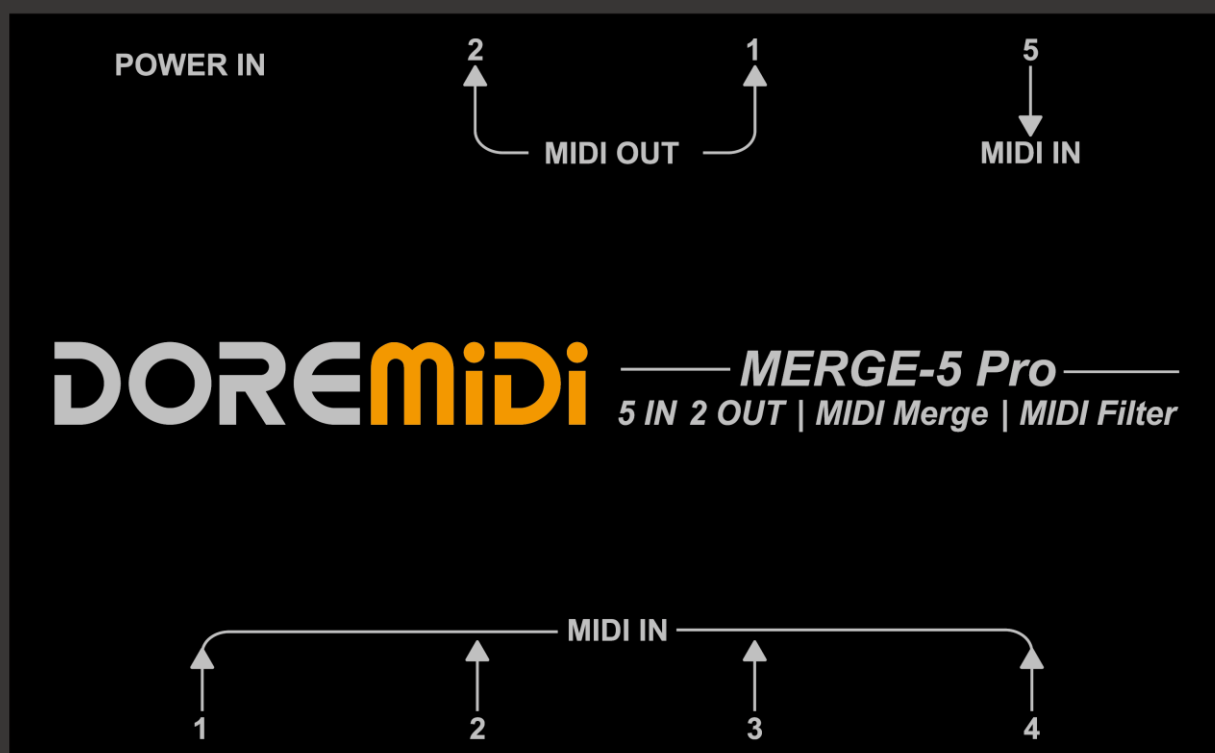 POWER IN
2 1 5
MIDI OUT
MIDI IN
DOREMiDi
MERGE-5 Pro
5 IN 2 OUT | MIDI Merge | MIDI Filter
MIDI IN
1 2 3 4